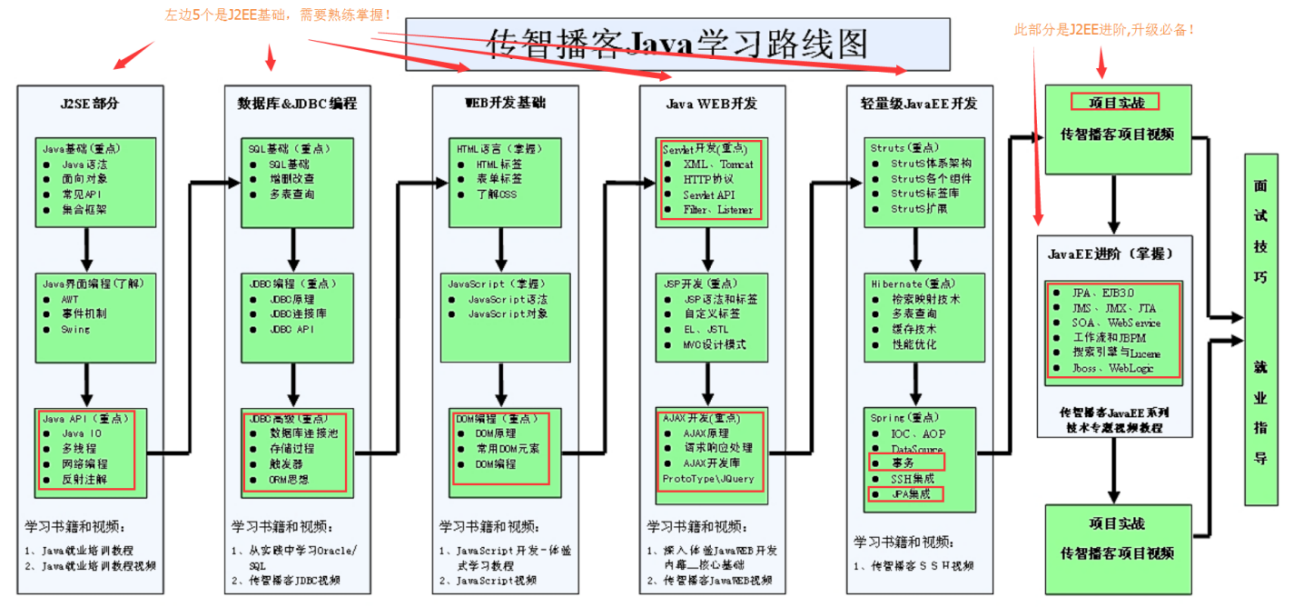 左边5个是J2EE基础，需要熟练掌握！
传智播客Java学习路线图
此部分是J2EE进阶,升级必备！
J2SE部分
Java基础(重点)
● Java语法
● 面向对象
● 常见API
● 集合框架
Java界面编程(了解)
● AWT
● 事件机制
● Swing
Java API（重点）
● Java IO
● 多线程
● 网络编程
● 反射注解
学习书籍和视频：
1、Java就业培训教程
2、Java就业培训教程视频
数据库&JDBC编程
SQL基础（重点）
● SQL基础
● 增删改查
● 多表查询
JDBC编程（重点）
● JDBC原理
● JDBC连接库
● JDBC API
JDBC高级(重点)
● 数据库连接池
● 存储过程
● 触发器
● ORM思想
学习书籍和视频：
1、从实践中学习Oracle/
SQL
2、传智播客JDBC视频
WEB开发基础
HTML语言（掌握）
● HTML标签
● 表单标签
● 了解CSS
JavaScript（掌握）
● JavaScript语法
● JavaScript对象
DOM编程（重点）
● DOM原理
● 常用DOM元素
● DOM编程
学习书籍和视频：
1、JavaScript开发-体验
式学习教程
2、JavaScript视频
Java WEB开发
Servlet开发(重点)
● XML、Tomcat
● HTTP协议
● Servlet API
● Filter、Listener
JSP开发(重点)
● JSP语法和标签
● 自定义标签
● EL、JSTL
● MVC设计模式
AJAX开发(重点)
● AJAX原理
● 请求响应处理
● AJAX开发库
ProtoType\JQuery
学习书籍和视频：
1、深入体验JavaWEB开发
内幕__核心基础
2、传智播客JavaWEB视频
轻量级JavaEE开发
Struts(重点)
● StrutS体系架构
● StrutS各个组件
● StrutS标签库
● StrutS扩展
Hibernate(重点)
● 检索映射技术
● 多表查询
● 缓存技术
● 性能优化
Spring(重点)
● IOC、AOP
● DataSource
● 事务
● SSH集成
● JPA集成
学习书籍和视频：
1、传智播客ＳＳＨ视频
项目实战
传智播客项目视频
JavaEE进阶（掌握）
● JPA、EJB3.0
● JMS、JMX、JTA
● SOA、WebService
● 工作流和JBPM
● 搜索引擎与Lucene
● Jboss、WebLogic
传智播客JavaEE系列
技术专题视频教程
项目实战
传智播客项目视频
面试技巧
就业指导